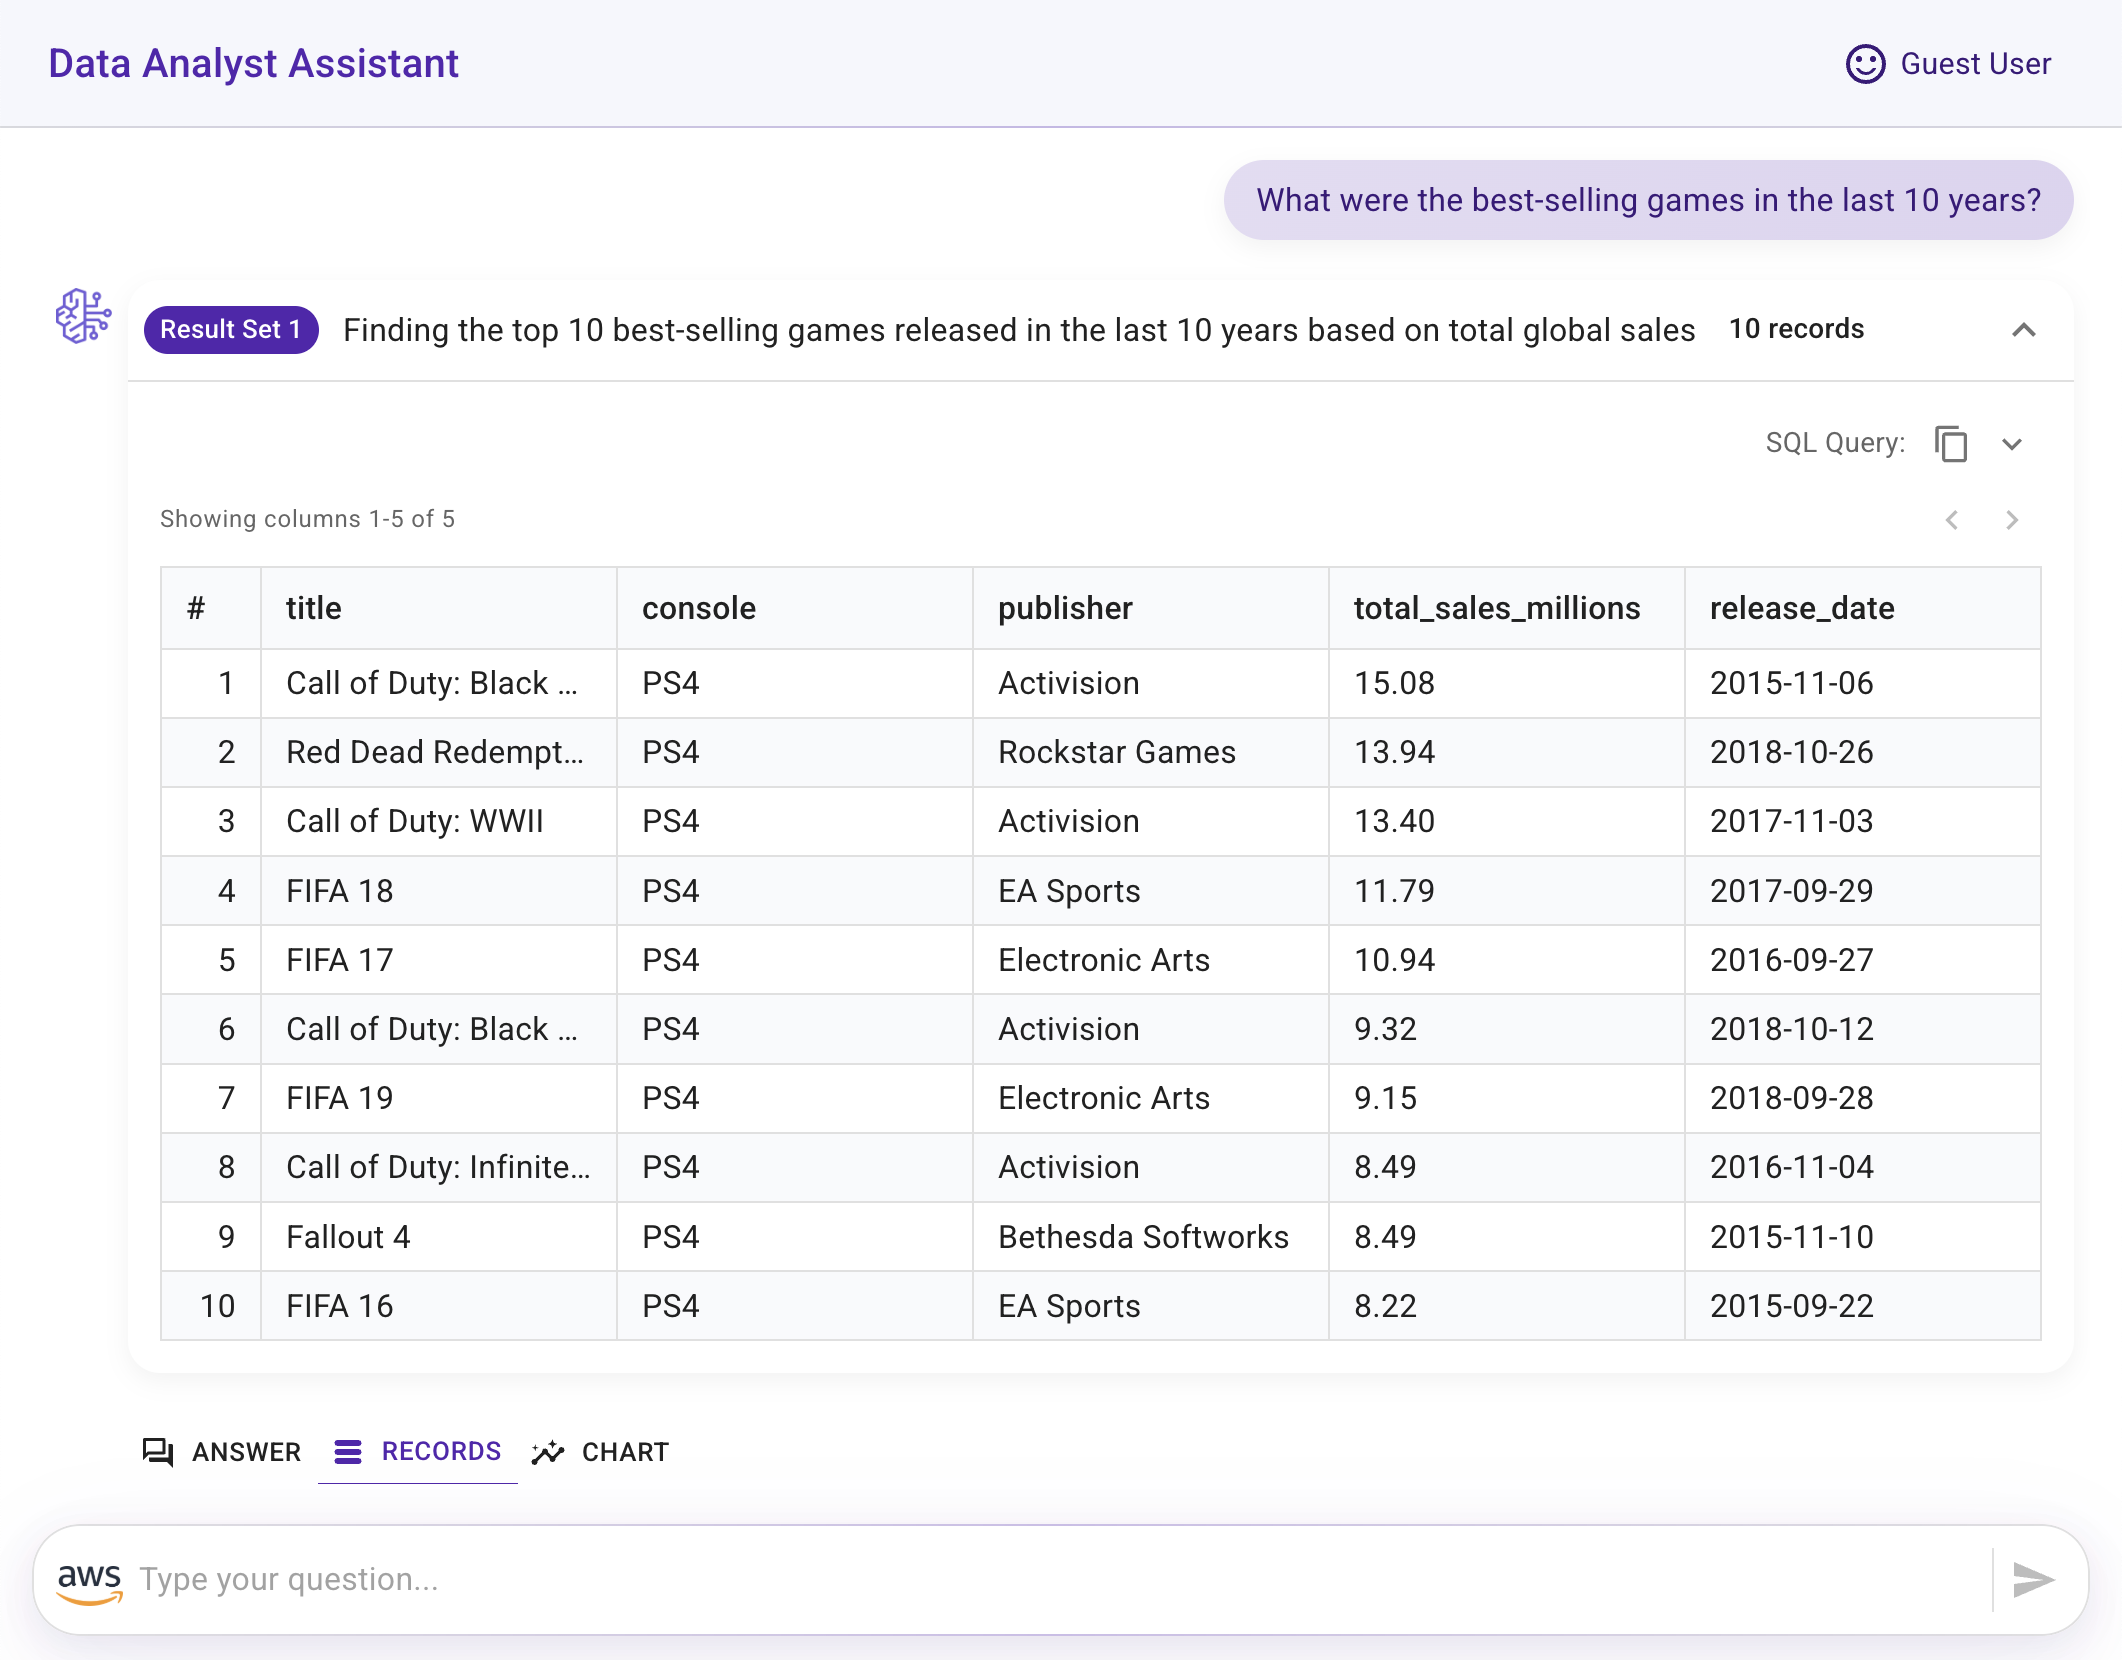 Data Analyst Assistant
Guest User
What were the best-selling games in the last 10 years?
Result Set 1 Finding the top 10 best-selling games released in the last 10 years based on total global sales 10 records
SQL Query:
Showing columns 1-5 of 5
# title console publisher total_sales_millions release_date
1 Call of Duty: Black ... PS4 Activision 15.08 2015-11-06
2 Red Dead Redempt... PS4 Rockstar Games 13.94 2018-10-26
3 Call of Duty: WWII PS4 Activision 13.40 2017-11-03
4 FIFA 18 PS4 EA Sports 11.79 2017-09-29
5 FIFA 17 PS4 Electronic Arts 10.94 2016-09-27
6 Call of Duty: Black ... PS4 Activision 9.32 2018-10-12
7 FIFA 19 PS4 Electronic Arts 9.15 2018-09-28
8 Call of Duty: Infinite... PS4 Activision 8.49 2016-11-04
9 Fallout 4 PS4 Bethesda Softworks 8.49 2015-11-10
10 FIFA 16 PS4 EA Sports 8.22 2015-09-22
ANSWER RECORDS CHART
aws Type your question...